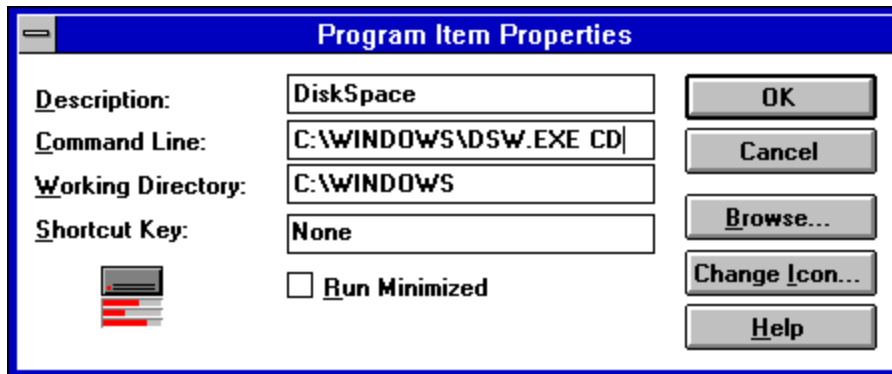 Program Item Properties
Description: DiskSpace
Command Line: C:\WINDOWS\DSW.EXE CD
Working Directory: C:\WINDOWS
Shortcut Key: None
Run Minimized
OK
Cancel
Browse...
Change Icon...
Help